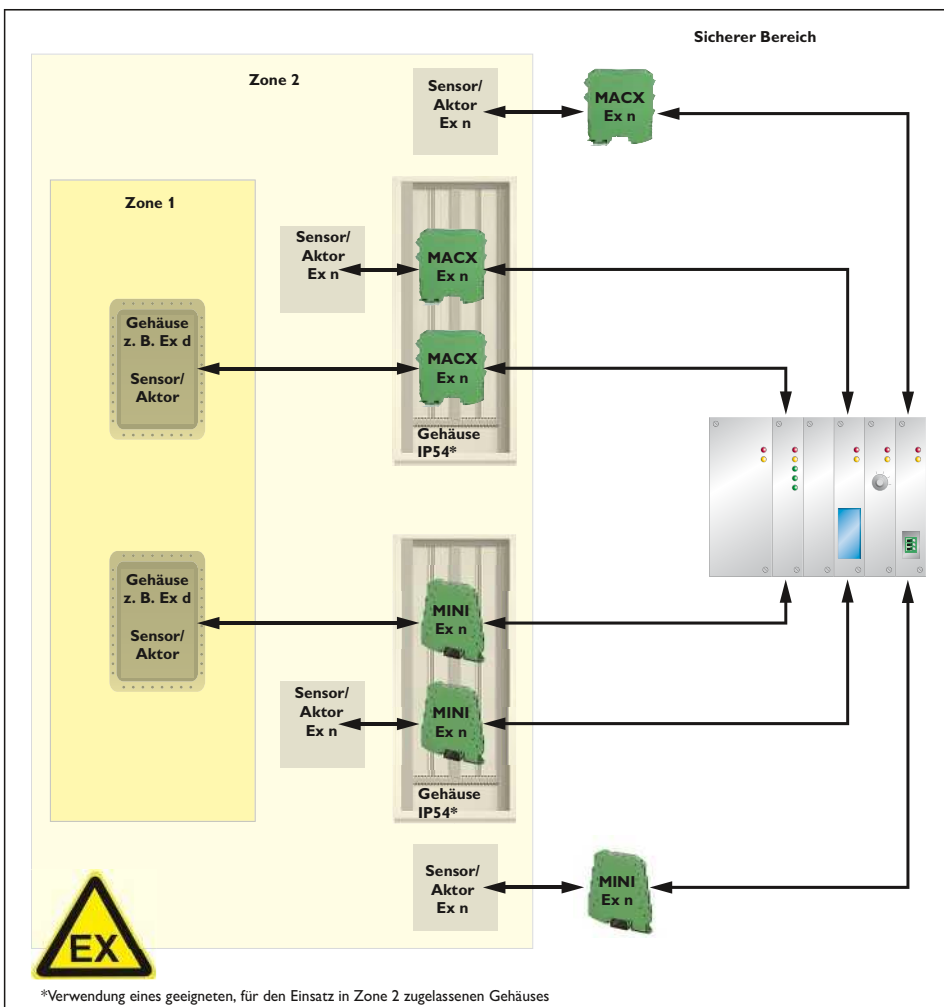 Sicherer Bereich
Zone 2
Sensor/
Aktor
Ex n
MACX
Ex n
Zone 1
Sensor/
Aktor
Ex n
MACX
Ex n
Gehäuse
z. B. Ex d
Sensor/
Aktor
MACX
Ex n
Gehäuse
IP54*
Gehäuse
z. B. Ex d
Sensor/
Aktor
MINI
Ex n
Sensor/
Aktor
Ex n
MINI
Ex n
Gehäuse
IP54*
Sensor/
Aktor
Ex n
MINI
Ex n
EX
*Verwendung eines geeigneten, für den Einsatz in Zone 2 zugelassenen Gehäuses